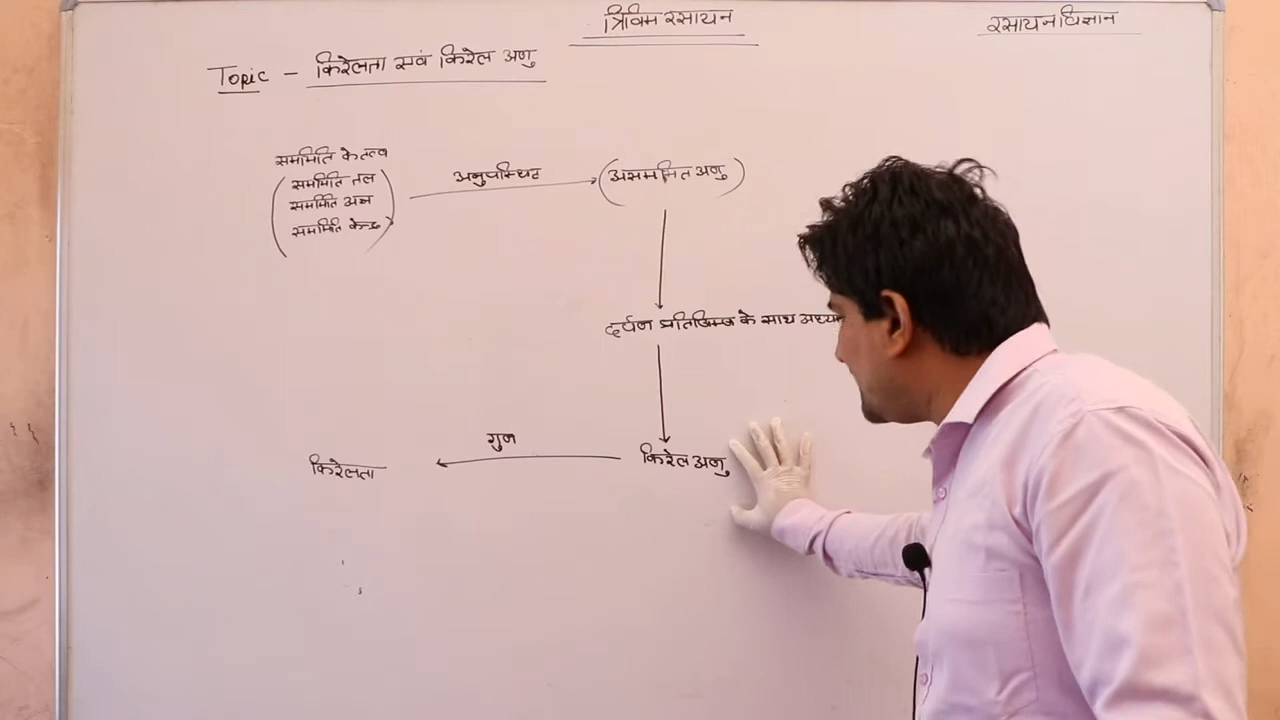 त्रिविम रसायन
रसायन विज्ञान
Topic - किरेलता एवं किरेल अणु
सममिति के तत्व
(सममिति तल
सममिति अक्ष
सममिति केन्द्र)
अनुपस्थित
(असममित अणु)
दर्पण प्रतिबिम्ब के साथ
किरेल अणु
गुण
किरेलता